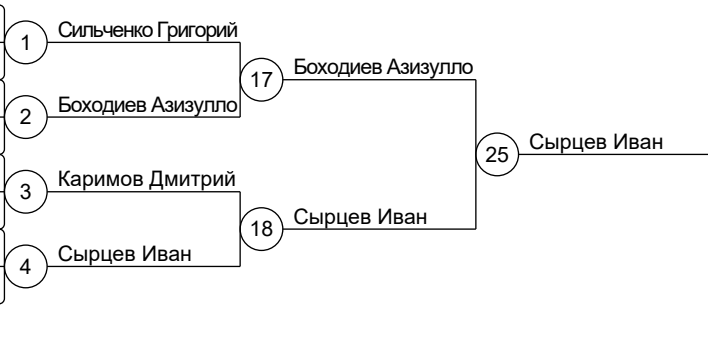 1 Сильченко Григорий
17 Боходиев Азизулло
2 Боходиев Азизулло
25 Сырцев Иван
3 Каримов Дмитрий
18 Сырцев Иван
4 Сырцев Иван